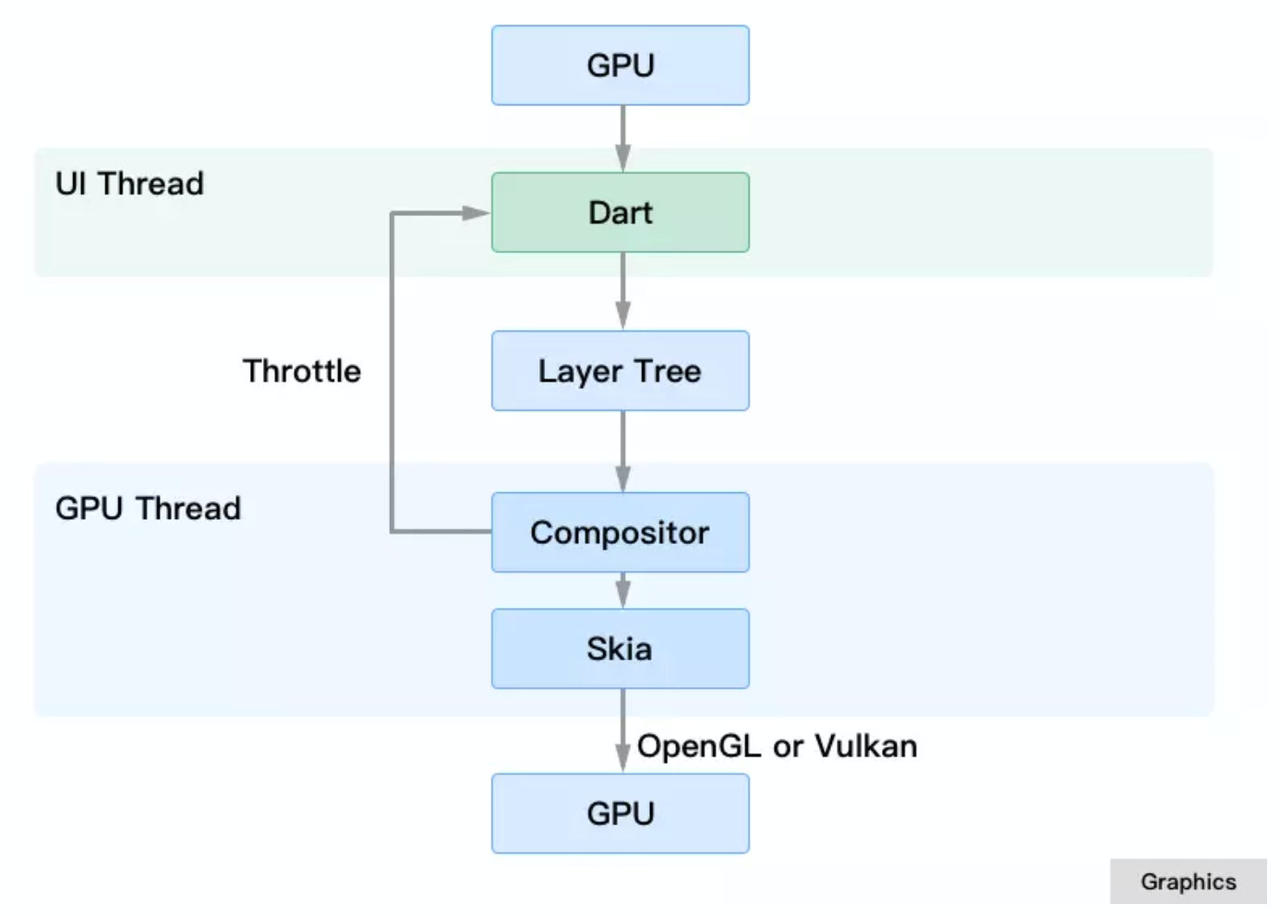 GPU
UI Thread
Dart
Throttle
Layer Tree
GPU Thread
Compositor
Skia
OpenGL or Vulkan
GPU
Graphics